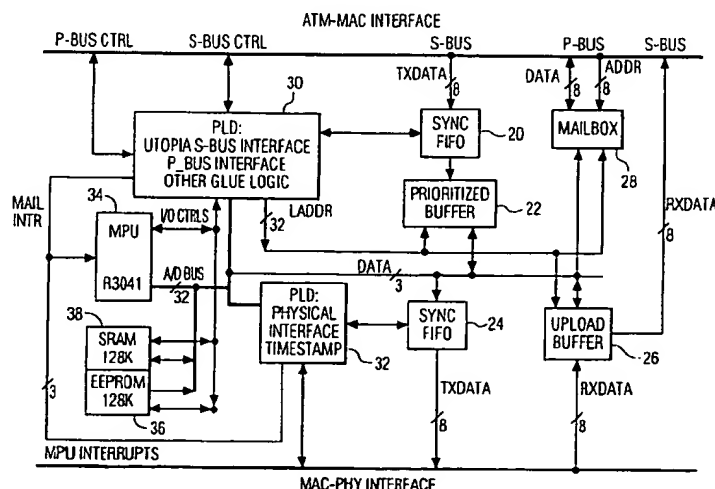 ATM-MAC INTERFACE
P-BUS CTRL
S-BUS CTRL
S-BUS
P-BUS
S-BUS
TXDATA
8
DATA
8
ADDR
8
30
PLD:
UTOPIA S-BUS INTERFACE
P_BUS INTERFACE
OTHER GLUE LOGIC
SYNC
FIFO
20
MAILBOX
28
PRIORITIZED
BUFFER
22
RXDATA
8
MAIL
INTR
34
I/O CTRLS
LADDR
32
MPU
R3041
A/D BUS
32
DATA
3
PLD:
PHYSICAL
INTERFACE
TIMESTAMP
32
SYNC
FIFO
24
UPLOAD
BUFFER
26
38
SRAM
128K
EEPROM
128K
36
3
TXDATA
8
RXDATA
8
MPU INTERRUPTS
MAC-PHY INTERFACE